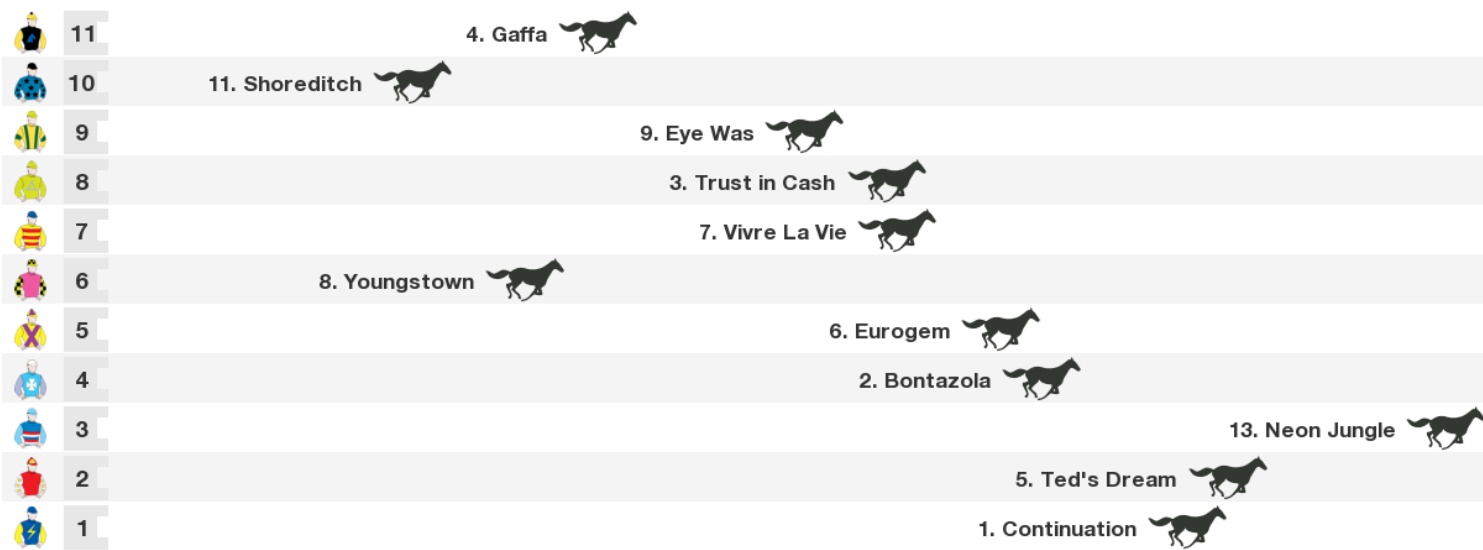 11 4. Gaffa
10 11. Shoreditch
9 9. Eye Was
8 3. Trust in Cash
7 7. Vivre La Vie
6 8. Youngstown
5 6. Eurogem
4 2. Bontazola
3 13. Neon Jungle
2 5. Ted's Dream
1 1. Continuation